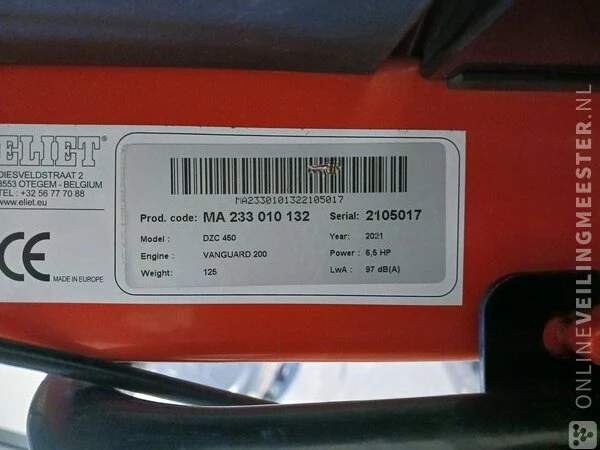 ELIET®
DIESVELDSTRAAT 2
8553 OTEGEM - BELGIUM
TEL : +32 56 77 70 88
www.eliet.eu
CE
MADE IN EUROPE
MA2330101322105017
Prod. code: MA 233 010 132 Serial: 2105017
Model : DZC 450 Year: 2021
Engine : VANGUARD 200 Power : 6,5 HP
Weight: 125 LwA : 97 dB(A)
ONLINEVEILINGMEESTER.NL